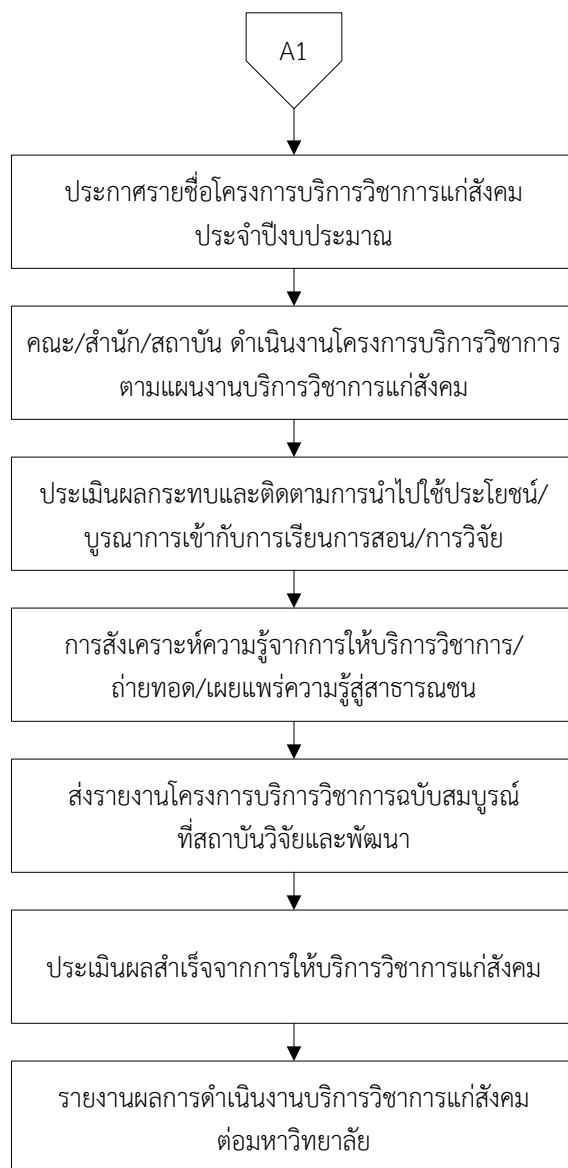 A1
ประกาศรายชื่อโครงการบริการวิชาการแก่สังคม
ประจำปีงบประมาณ
คณะ/สำนัก/สถาบัน ดำเนินงานโครงการบริการวิชาการ
ตามแผนงานบริการวิชาการแก่สังคม
ประเมินผลกระทบและติดตามการนำไปใช้ประโยชน์/
บูรณาการเข้ากับการเรียนการสอน/การวิจัย
การสังเคราะห์ความรู้จากการให้บริการวิชาการ/
ถ่ายทอด/เผยแพร่ความรู้สู่สาธารณชน
ส่งรายงานโครงการบริการวิชาการฉบับสมบูรณ์
ที่สถาบันวิจัยและพัฒนา
ประเมินผลสำเร็จจากการให้บริการวิชาการแก่สังคม
รายงานผลการดำเนินงานบริการวิชาการแก่สังคม
ต่อมหาวิทยาลัย